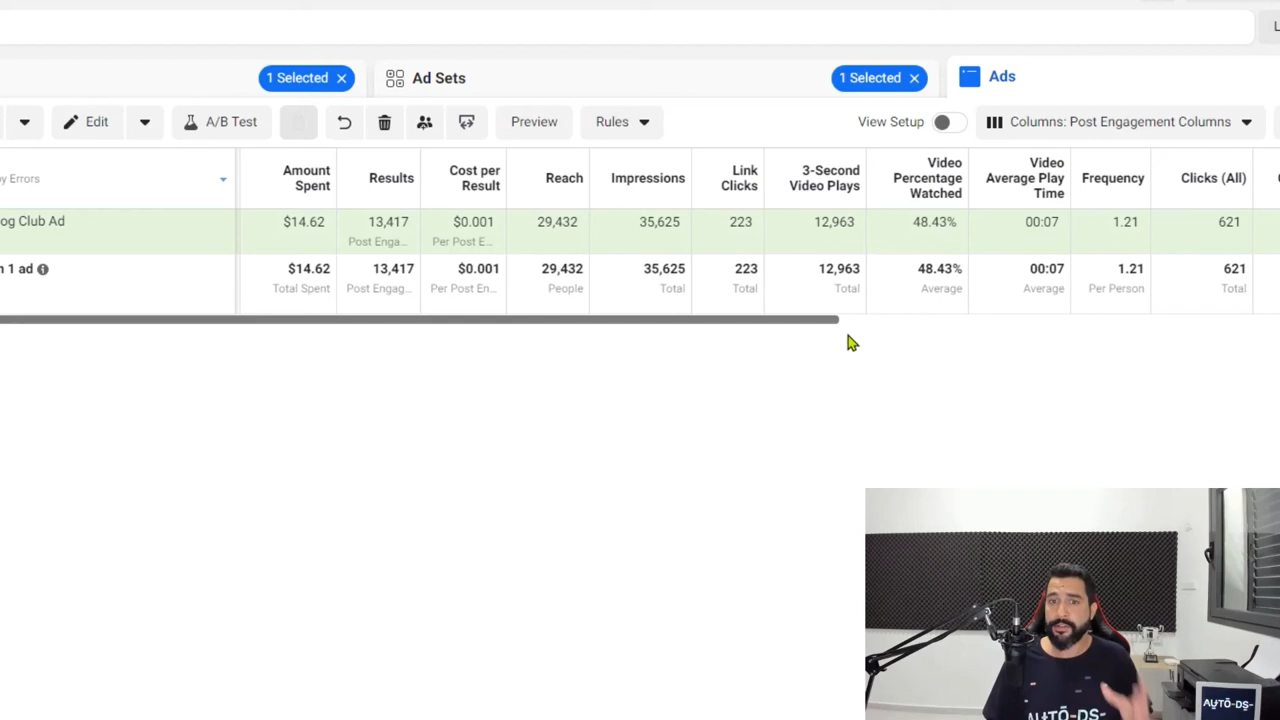 1 Selected ×
Ad Sets
1 Selected ×
Ads
Edit
A/B Test
Preview
Rules
View Setup
Columns: Post Engagement Columns
by Errors
Amount Spent
Results
Cost per Result
Reach
Impressions
Link Clicks
3-Second Video Plays
Video Percentage Watched
Video Average Play Time
Frequency
Clicks (All)
og Club Ad
$14.62
13,417
Post Enga...
$0.001
Per Post E...
29,432
35,625
223
12,963
48.43%
00:07
1.21
621
n 1 ad
$14.62
Total Spent
13,417
Post Engag...
$0.001
Per Post En...
29,432
People
35,625
Total
223
Total
12,963
Total
48.43%
Average
00:07
Average
1.21
Per Person
621
Total
AUTO-DS-
AUTO-DS-